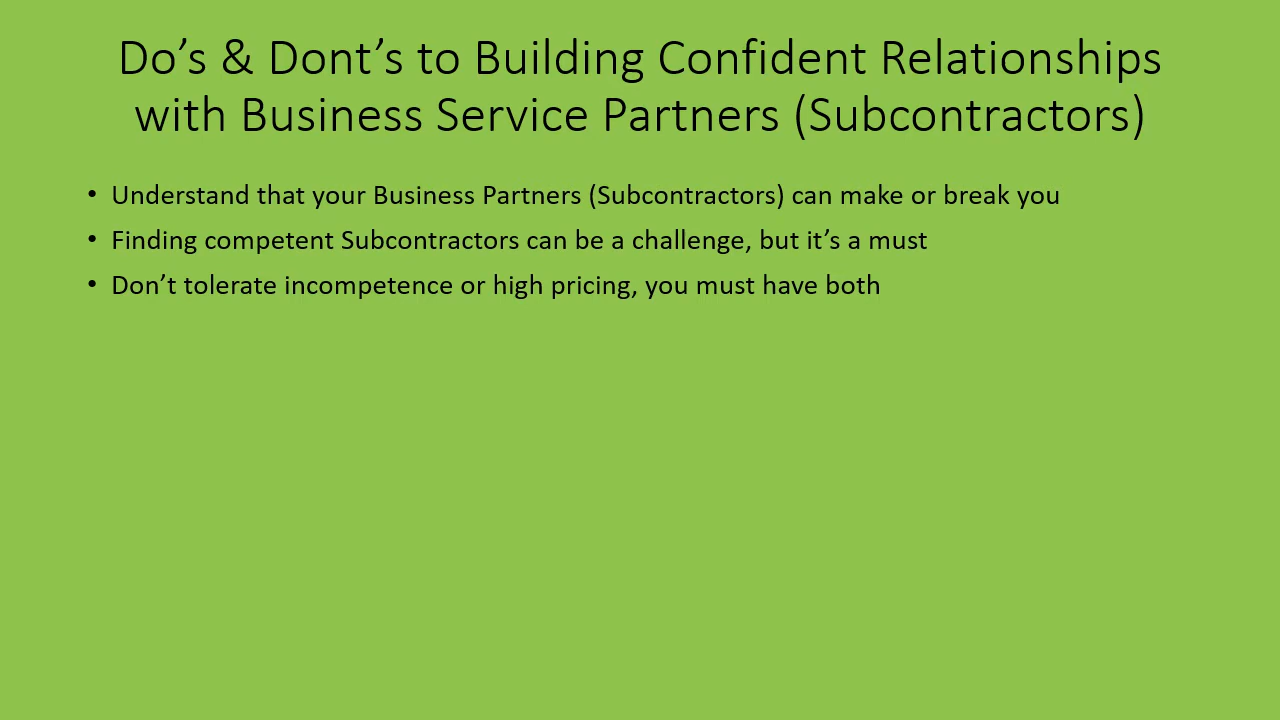 Do’s & Dont’s to Building Confident Relationships
with Business Service Partners (Subcontractors)
• Understand that your Business Partners (Subcontractors) can make or break you
• Finding competent Subcontractors can be a challenge, but it’s a must
• Don’t tolerate incompetence or high pricing, you must have both